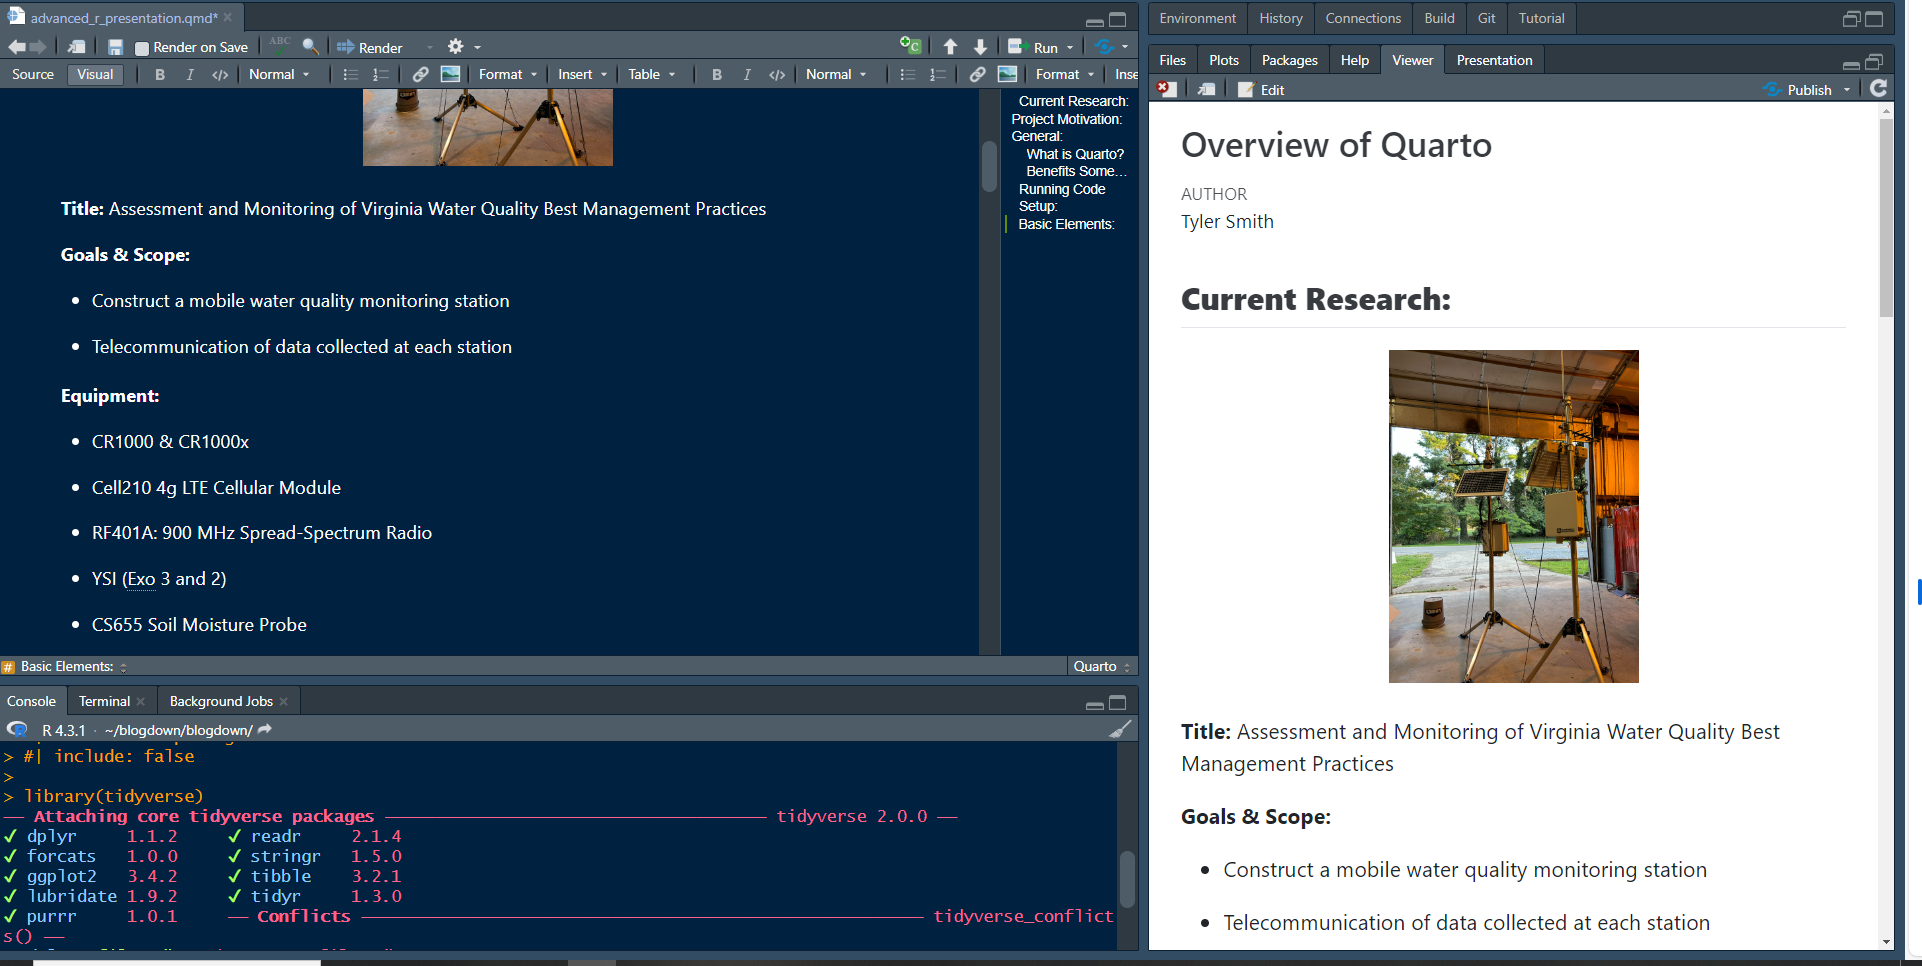 advanced_r_presentation.qmd*
Render on Save
ABC
Render
Run
Source
Visual
B
I
</>
Normal
Format
Insert
Table
B
I
</>
Normal
Format
Inse
Title: Assessment and Monitoring of Virginia Water Quality Best Management Practices
Goals & Scope:
Construct a mobile water quality monitoring station
Telecommunication of data collected at each station
Equipment:
CR1000 & CR1000x
Cell210 4g LTE Cellular Module
RF401A: 900 MHz Spread-Spectrum Radio
YSI (Exo 3 and 2)
CS655 Soil Moisture Probe
Current Research:
Project Motivation:
General:
What is Quarto?
Benefits Some...
Running Code
Setup:
Basic Elements:
# Basic Elements:
Quarto
Console
Terminal
Background Jobs
R 4.3.1 · ~/blogdown/blogdown/
> #| include: false
>
> library(tidyverse)
── Attaching core tidyverse packages ── tidyverse 2.0.0 ──
✔ dplyr 1.1.2 ✔ readr 2.1.4
✔ forcats 1.0.0 ✔ stringr 1.5.0
✔ ggplot2 3.4.2 ✔ tibble 3.2.1
✔ lubridate 1.9.2 ✔ tidyr 1.3.0
✔ purrr 1.0.1 ── Conflicts ── tidyverse_conflict
s() ──
Environment
History
Connections
Build
Git
Tutorial
Files
Plots
Packages
Help
Viewer
Presentation
Edit
Publish
Overview of Quarto
AUTHOR
Tyler Smith
Current Research:
Title: Assessment and Monitoring of Virginia Water Quality Best
Management Practices
Goals & Scope:
Construct a mobile water quality monitoring station
Telecommunication of data collected at each station